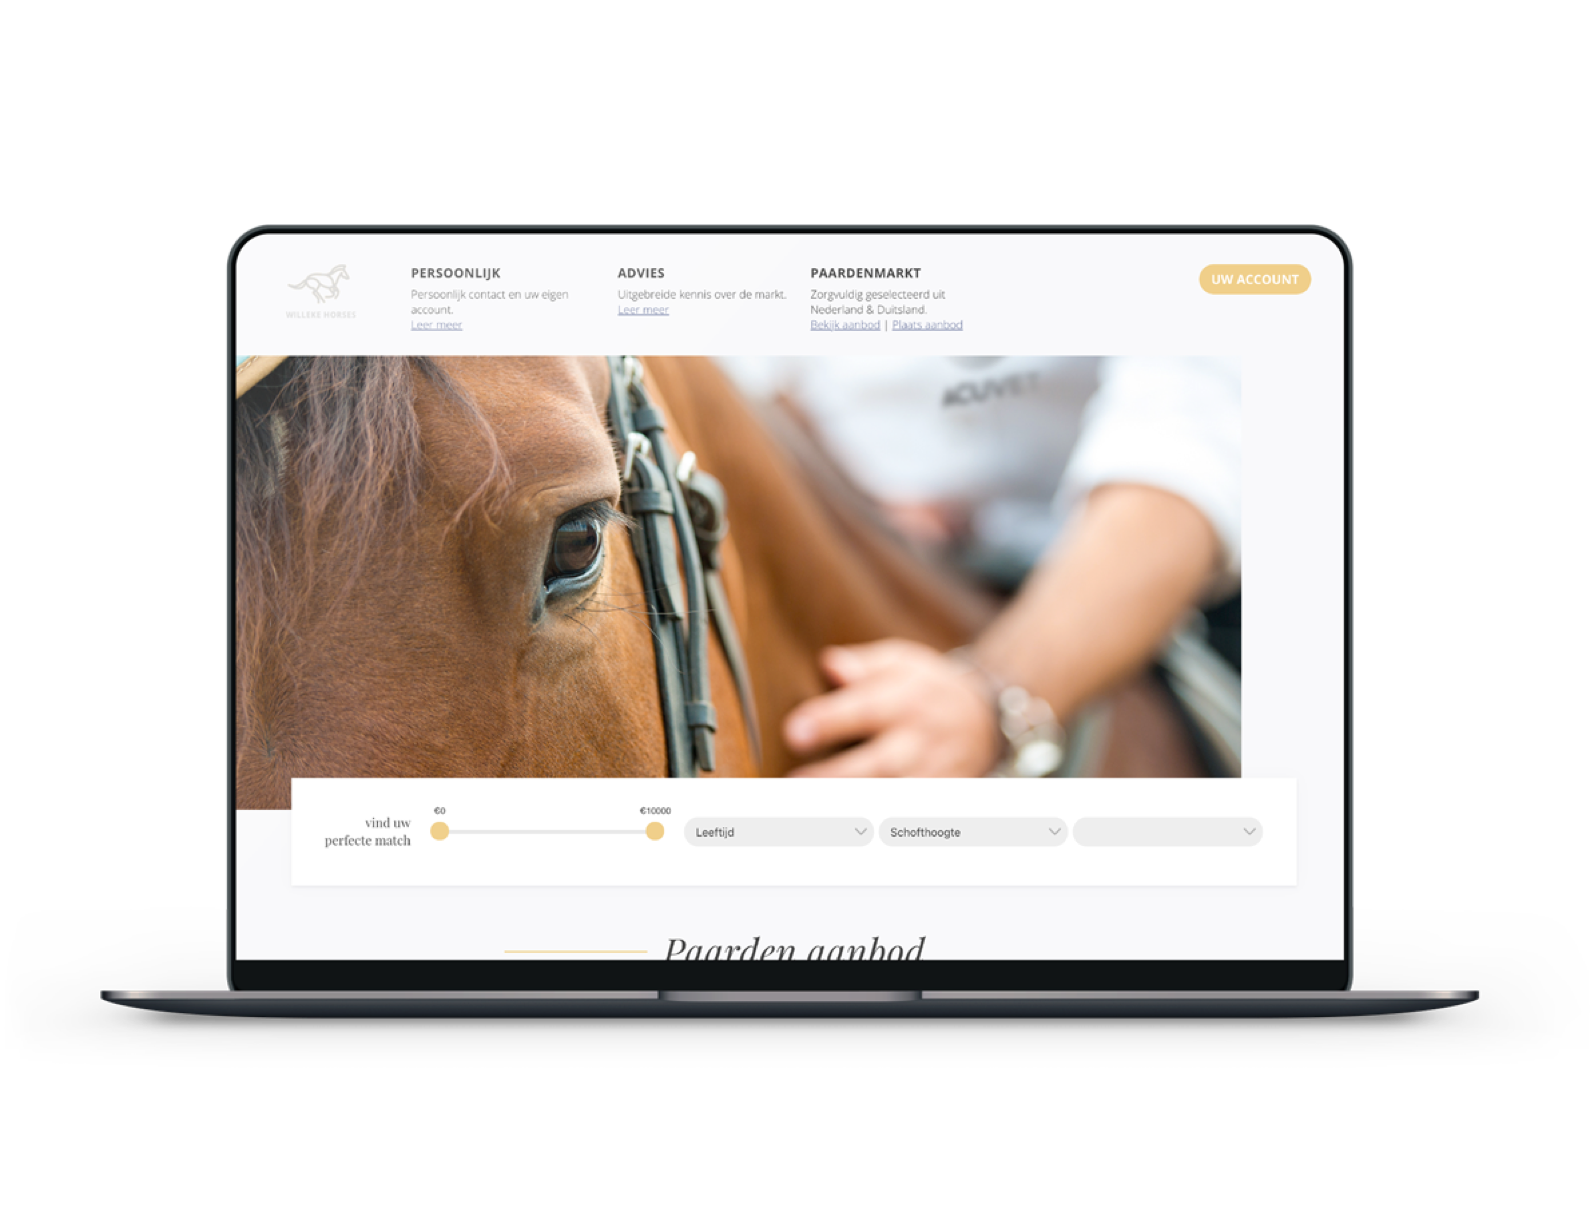 WILLEKE HORSES
PERSOONLIJK
Persoonlijk contact en uw eigen
account.
Leer meer
ADVIES
Uitgebreide kennis over de markt.
Leer meer
PAARDENMARKT
Zorgvuldig geselecteerd uit
Nederland & Duitsland.
Bekijk aanbod | Plaats aanbod
UW ACCOUNT
ACUVET
vind uw
perfecte match
€0
€10000
Leeftijd
Schofthoogte
Paarden aanbod